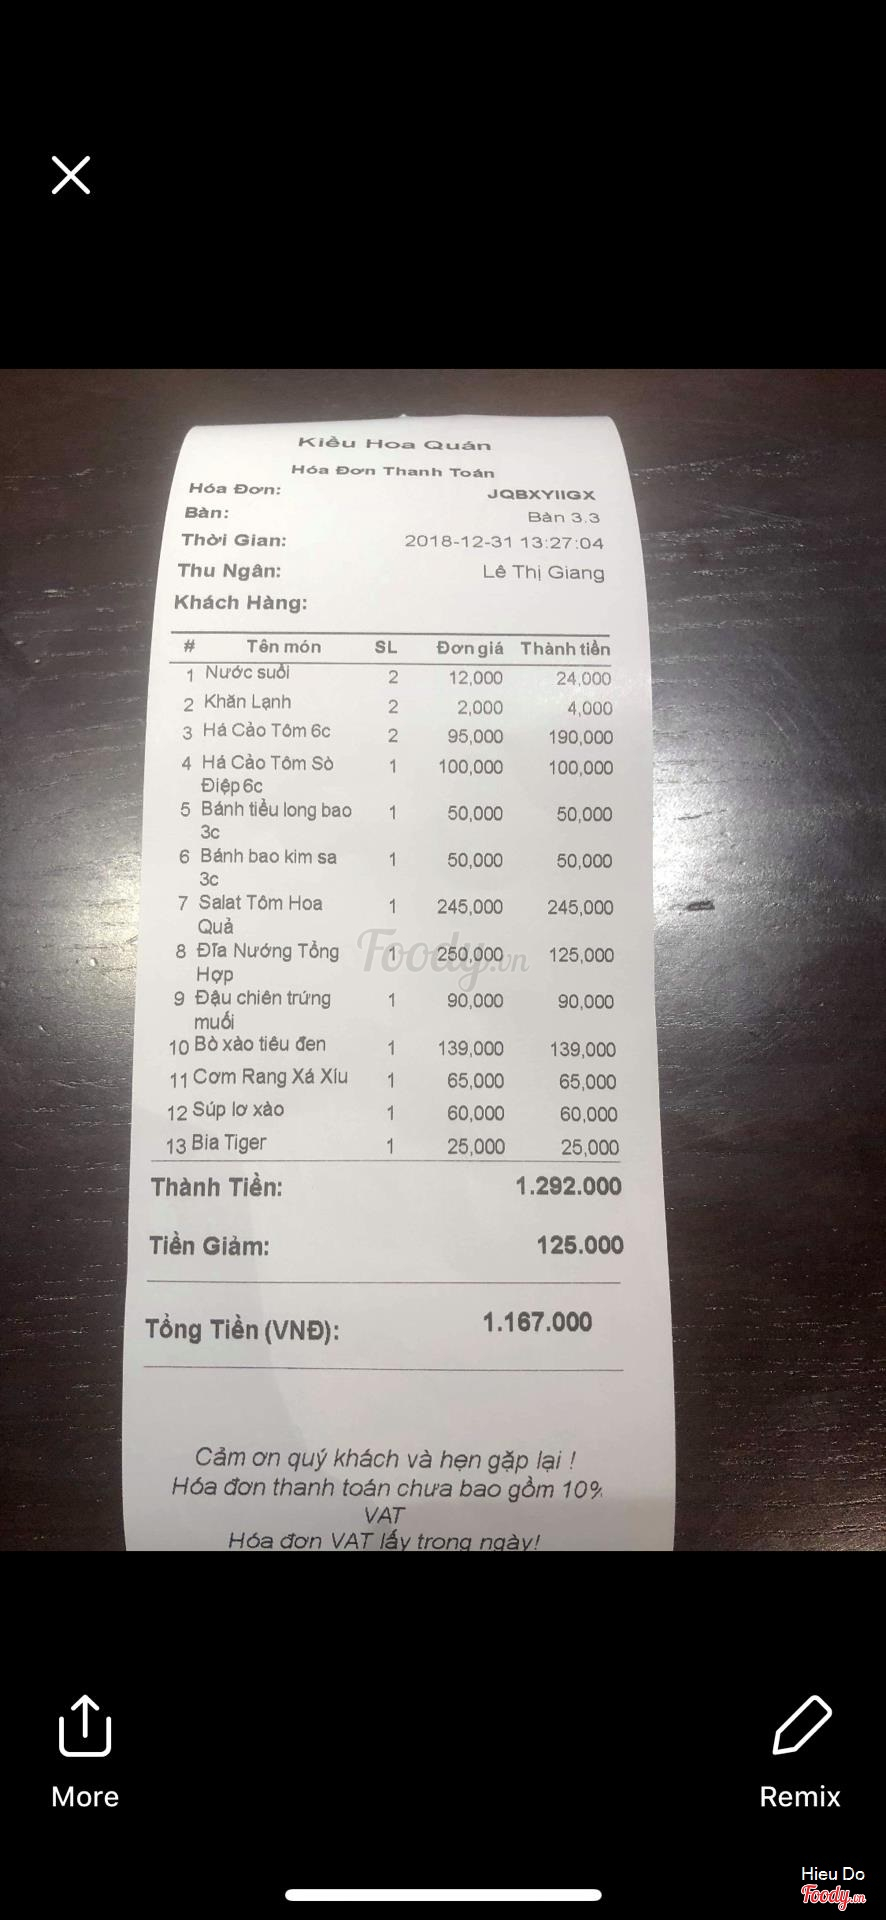 Kiều Hoa Quán
Hóa Đơn Thanh Toán
Hóa Đơn: JQBXYIIGX
Bàn: Bàn 3.3
Thời Gian: 2018-12-31 13:27:04
Thu Ngân: Lê Thị Giang
Khách Hàng:
# Tên món SL Đơn giá Thành tiền
1 Nước suối 2 12,000 24,000
2 Khăn Lạnh 2 2,000 4,000
3 Há Cảo Tôm 6c 2 95,000 190,000
4 Há Cảo Tôm Sò 1 100,000 100,000
Điệp 6c
5 Bánh tiểu long bao 1 50,000 50,000
3c
6 Bánh bao kim sa 1 50,000 50,000
3c
7 Salat Tôm Hoa 1 245,000 245,000
Quả
8 Đĩa Nướng Tổng 1 250,000 125,000
Hợp
Foody.vn
9 Đậu chiên trứng 1 90,000 90,000
muối
10 Bò xào tiêu đen 1 139,000 139,000
11 Cơm Rang Xá Xíu 1 65,000 65,000
12 Súp lơ xào 1 60,000 60,000
13 Bia Tiger 1 25,000 25,000
Thành Tiền: 1.292.000
Tiền Giảm: 125.000
Tổng Tiền (VNĐ): 1.167.000
Cảm ơn quý khách và hẹn gặp lại !
Hóa đơn thanh toán chưa bao gồm 10%
VAT
Hóa đơn VAT lấy trong ngày!
More Remix
Hieu Do
Foody.vn